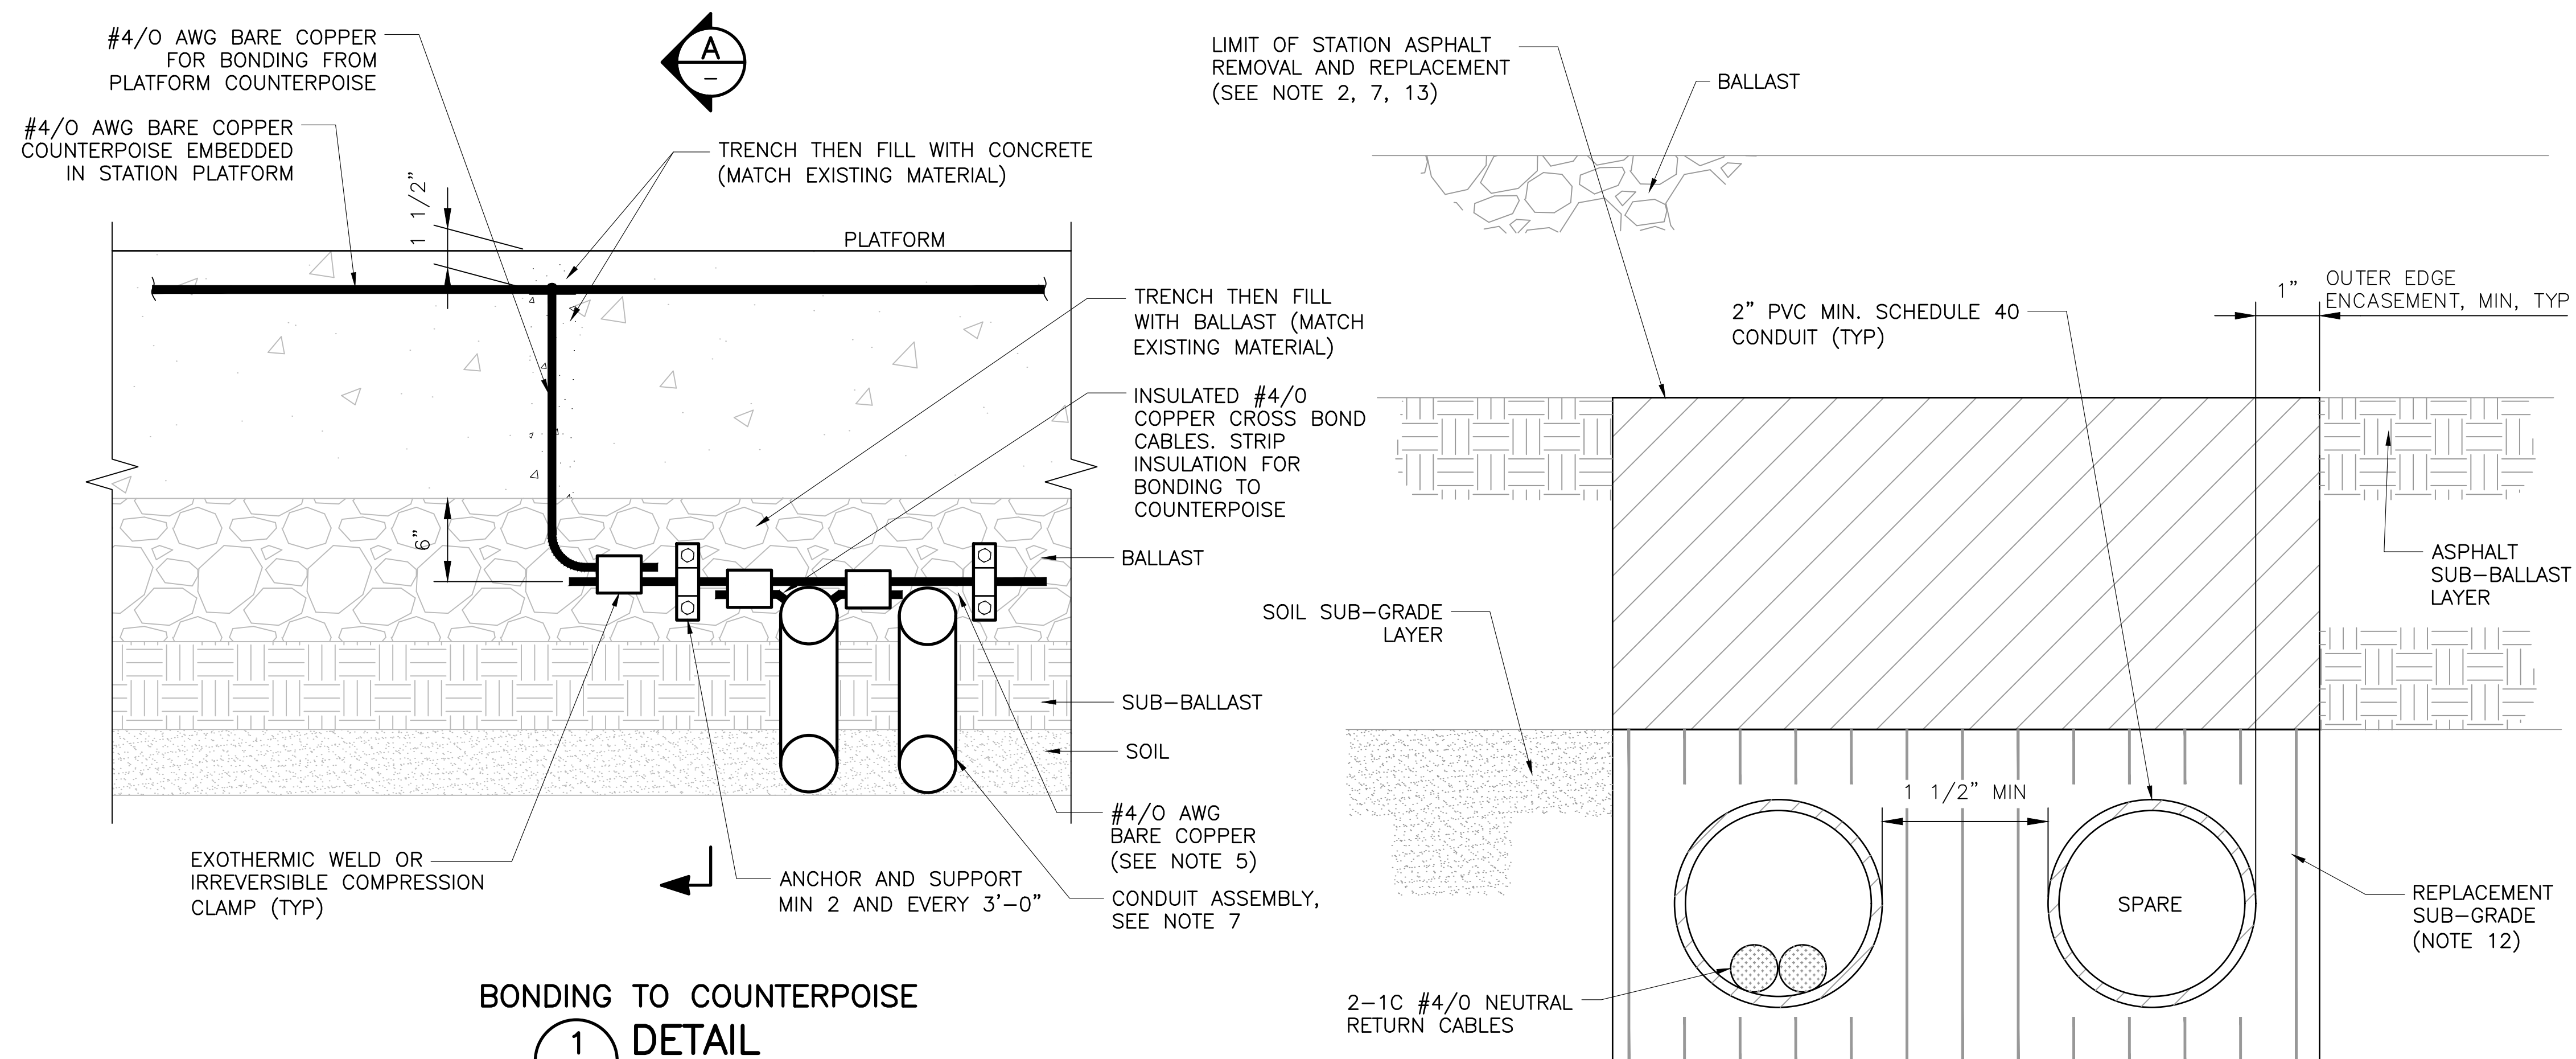 #4/0 AWG BARE COPPER
FOR BONDING FROM
PLATFORM COUNTERPOISE
#4/0 AWG BARE COPPER
COUNTERPOISE EMBEDDED
IN STATION PLATFORM
A
–
TRENCH THEN FILL WITH CONCRETE
(MATCH EXISTING MATERIAL)
1 1/2"
PLATFORM
TRENCH THEN FILL
WITH BALLAST (MATCH
EXISTING MATERIAL)
INSULATED #4/0
COPPER CROSS BOND
CABLES. STRIP
INSULATION FOR
BONDING TO
COUNTERPOISE
6"
BALLAST
SUB-BALLAST
SOIL
#4/0 AWG
BARE COPPER
(SEE NOTE 5)
CONDUIT ASSEMBLY,
SEE NOTE 7
EXOTHERMIC WELD OR
IRREVERSIBLE COMPRESSION
CLAMP (TYP)
ANCHOR AND SUPPORT
MIN 2 AND EVERY 3'-0"
BONDING TO COUNTERPOISE
1
DETAIL
LIMIT OF STATION ASPHALT
REMOVAL AND REPLACEMENT
(SEE NOTE 2, 7, 13)
BALLAST
2" PVC MIN. SCHEDULE 40
CONDUIT (TYP)
1"
OUTER EDGE
ENCASEMENT, MIN, TYP
ASPHALT
SUB-BALLAST
LAYER
SOIL SUB-GRADE
LAYER
1 1/2" MIN
SPARE
REPLACEMENT
SUB-GRADE
(NOTE 12)
2-1C #4/0 NEUTRAL
RETURN CABLES